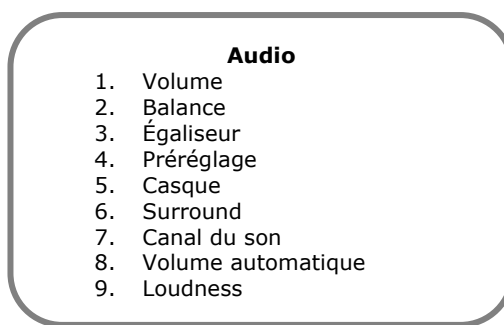 Audio
1. Volume
2. Balance
3. Égaliseur
4. Préréglage
5. Casque
6. Surround
7. Canal du son
8. Volume automatique
9. Loudness